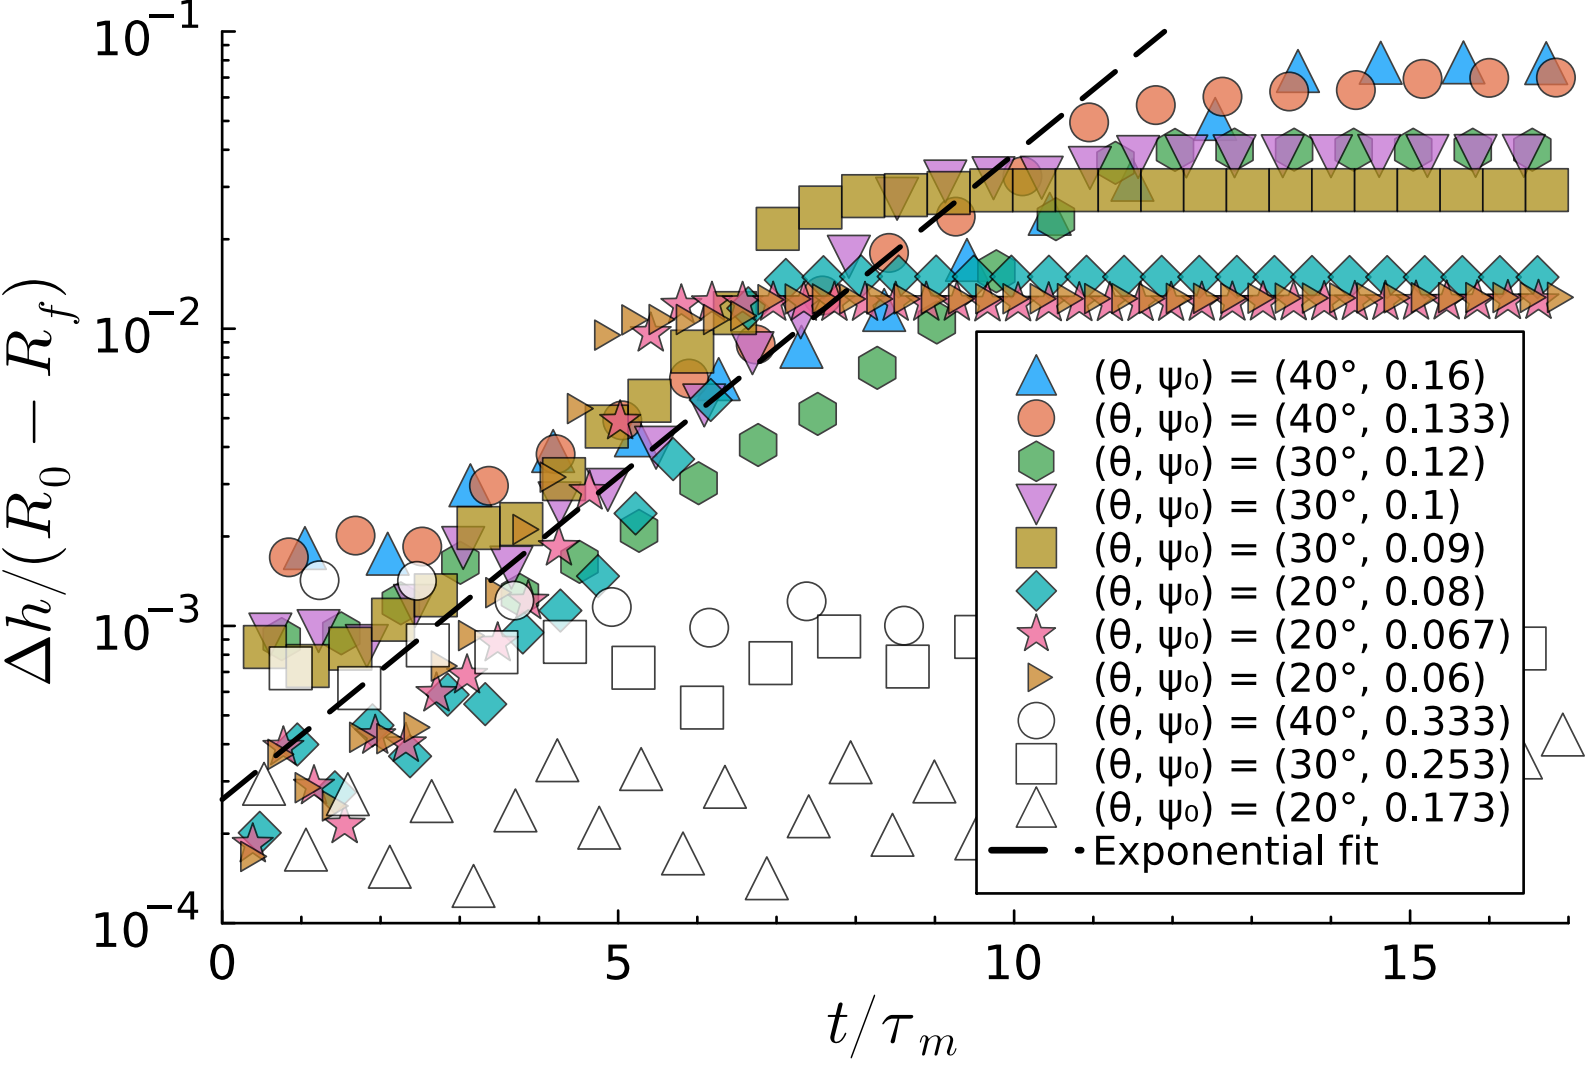 10⁻¹
10⁻²
10⁻³
10⁻⁴
Δh/(R₀ − R_f)
0 5 10 15
t/τₘ
(θ, ψ₀) = (40°, 0.16)
(θ, ψ₀) = (40°, 0.133)
(θ, ψ₀) = (30°, 0.12)
(θ, ψ₀) = (30°, 0.1)
(θ, ψ₀) = (30°, 0.09)
(θ, ψ₀) = (20°, 0.08)
(θ, ψ₀) = (20°, 0.067)
(θ, ψ₀) = (20°, 0.06)
(θ, ψ₀) = (40°, 0.333)
(θ, ψ₀) = (30°, 0.253)
(θ, ψ₀) = (20°, 0.173)
Exponential fit